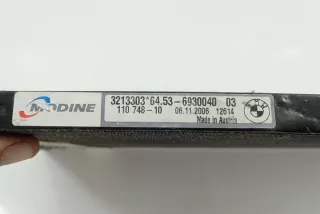 MODINE
3213303*64.53-6930040 03
110 748-10 06.11.2006 12614
Made in Austria